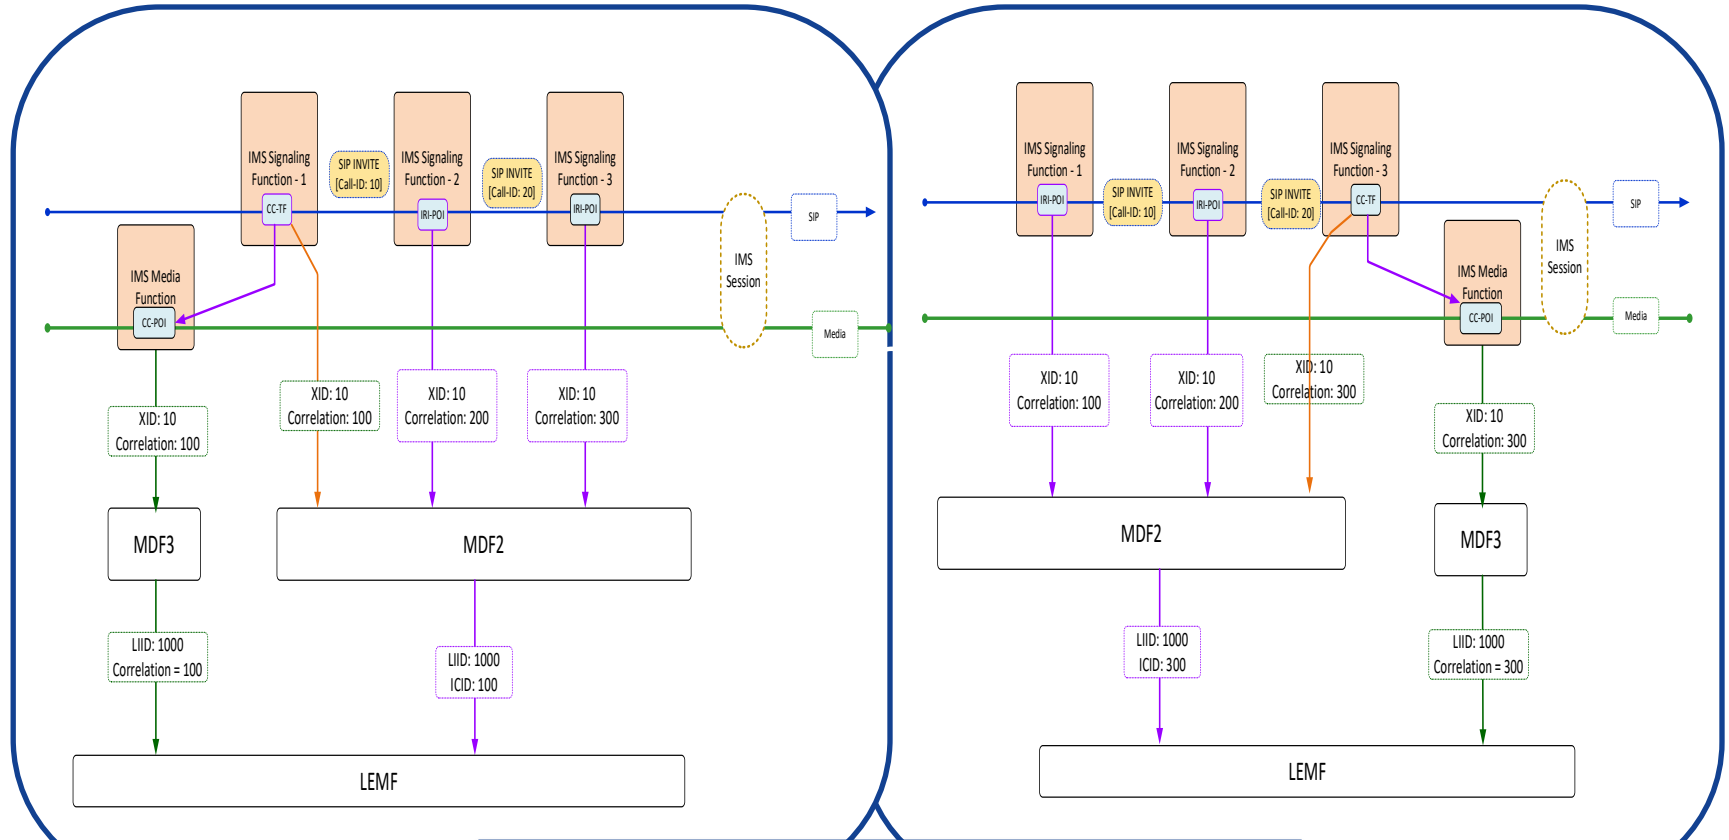 IMS Signaling
Function - 1
SIP INVITE
[Call-ID: 10]
IMS Signaling
Function - 2
SIP INVITE
[Call-ID: 20]
IMS Signaling
Function - 3
CC-TF
IRI-POI
IRI-POI
SIP
IMS
Session
IMS Media
Function
CC-POI
Media
XID: 10
Correlation: 100
XID: 10
Correlation: 100
XID: 10
Correlation: 200
XID: 10
Correlation: 300
MDF3
MDF2
LIID: 1000
Correlation = 100
LIID: 1000
ICID: 100
LEMF
IMS Signaling
Function - 1
SIP INVITE
[Call-ID: 10]
IMS Signaling
Function - 2
SIP INVITE
[Call-ID: 20]
IMS Signaling
Function - 3
IRI-POI
IRI-POI
CC-TF
SIP
IMS
Session
IMS Media
Function
CC-POI
Media
XID: 10
Correlation: 100
XID: 10
Correlation: 200
XID: 10
Correlation: 300
XID: 10
Correlation: 300
MDF2
MDF3
LIID: 1000
ICID: 300
LIID: 1000
Correlation = 300
LEMF